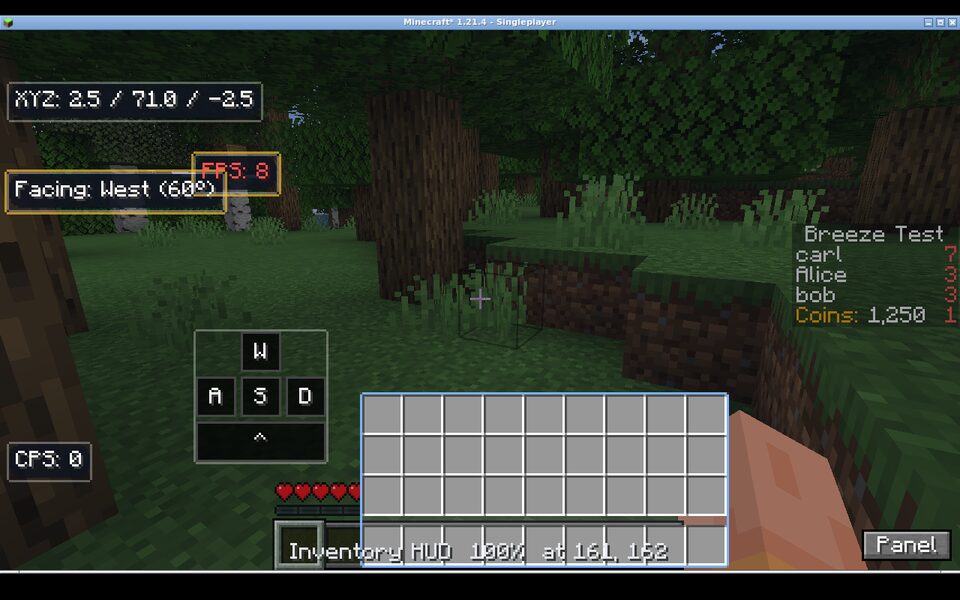 Minecraft* 1.21.4 - Singleplayer
XYZ: 2.5 / 71.0 / -2.5
FPS: 8
Facing: West (60°)
Breeze Test
carl 7
Alice 3
bob 3
Coins: 1,250 1
W
A S D
^
CPS: 0
Inventory HUD 100% at 161, 162
Panel